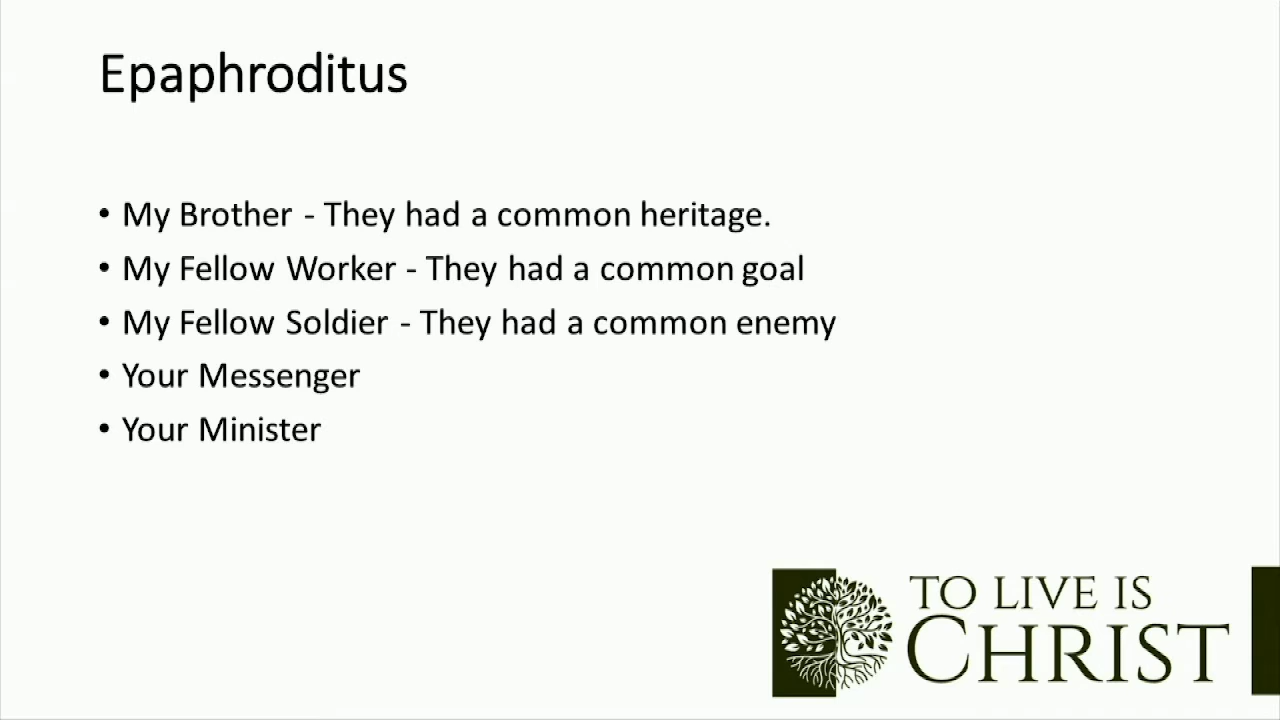 Epaphroditus
• My Brother - They had a common heritage.
• My Fellow Worker - They had a common goal
• My Fellow Soldier - They had a common enemy
• Your Messenger
• Your Minister
TO LIVE IS
CHRIST